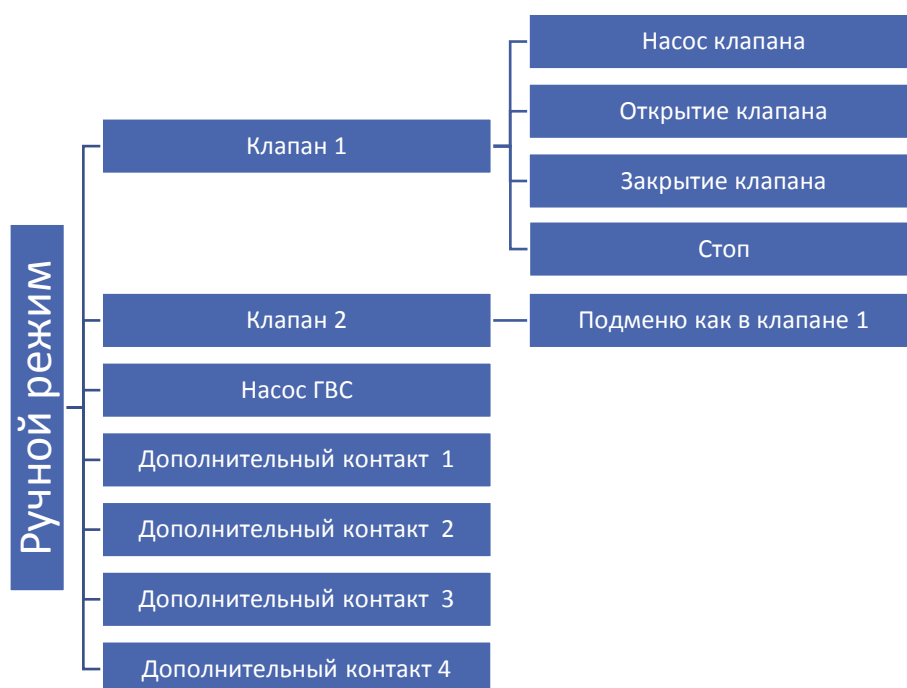 Ручной режим
Клапан 1
Насос клапана
Открытие клапана
Закрытие клапана
Стоп
Клапан 2
Подменю как в клапане 1
Насос ГВС
Дополнительный контакт 1
Дополнительный контакт 2
Дополнительный контакт 3
Дополнительный контакт 4